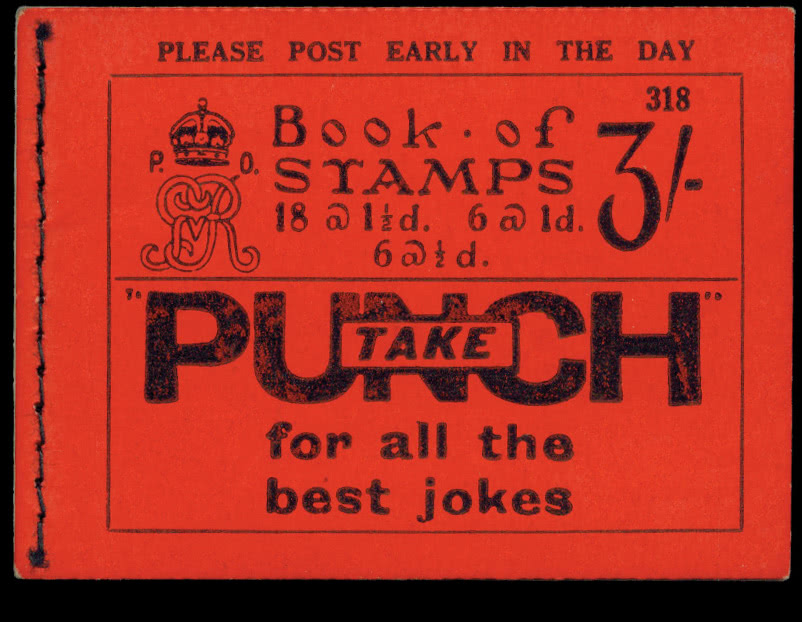 PLEASE POST EARLY IN THE DAY
318
P. O.
Book·of
STAMPS
3/-
18 @ 1½d. 6 @ 1d.
6 @ ½d.
"PUNCH"
TAKE
for all the
best jokes